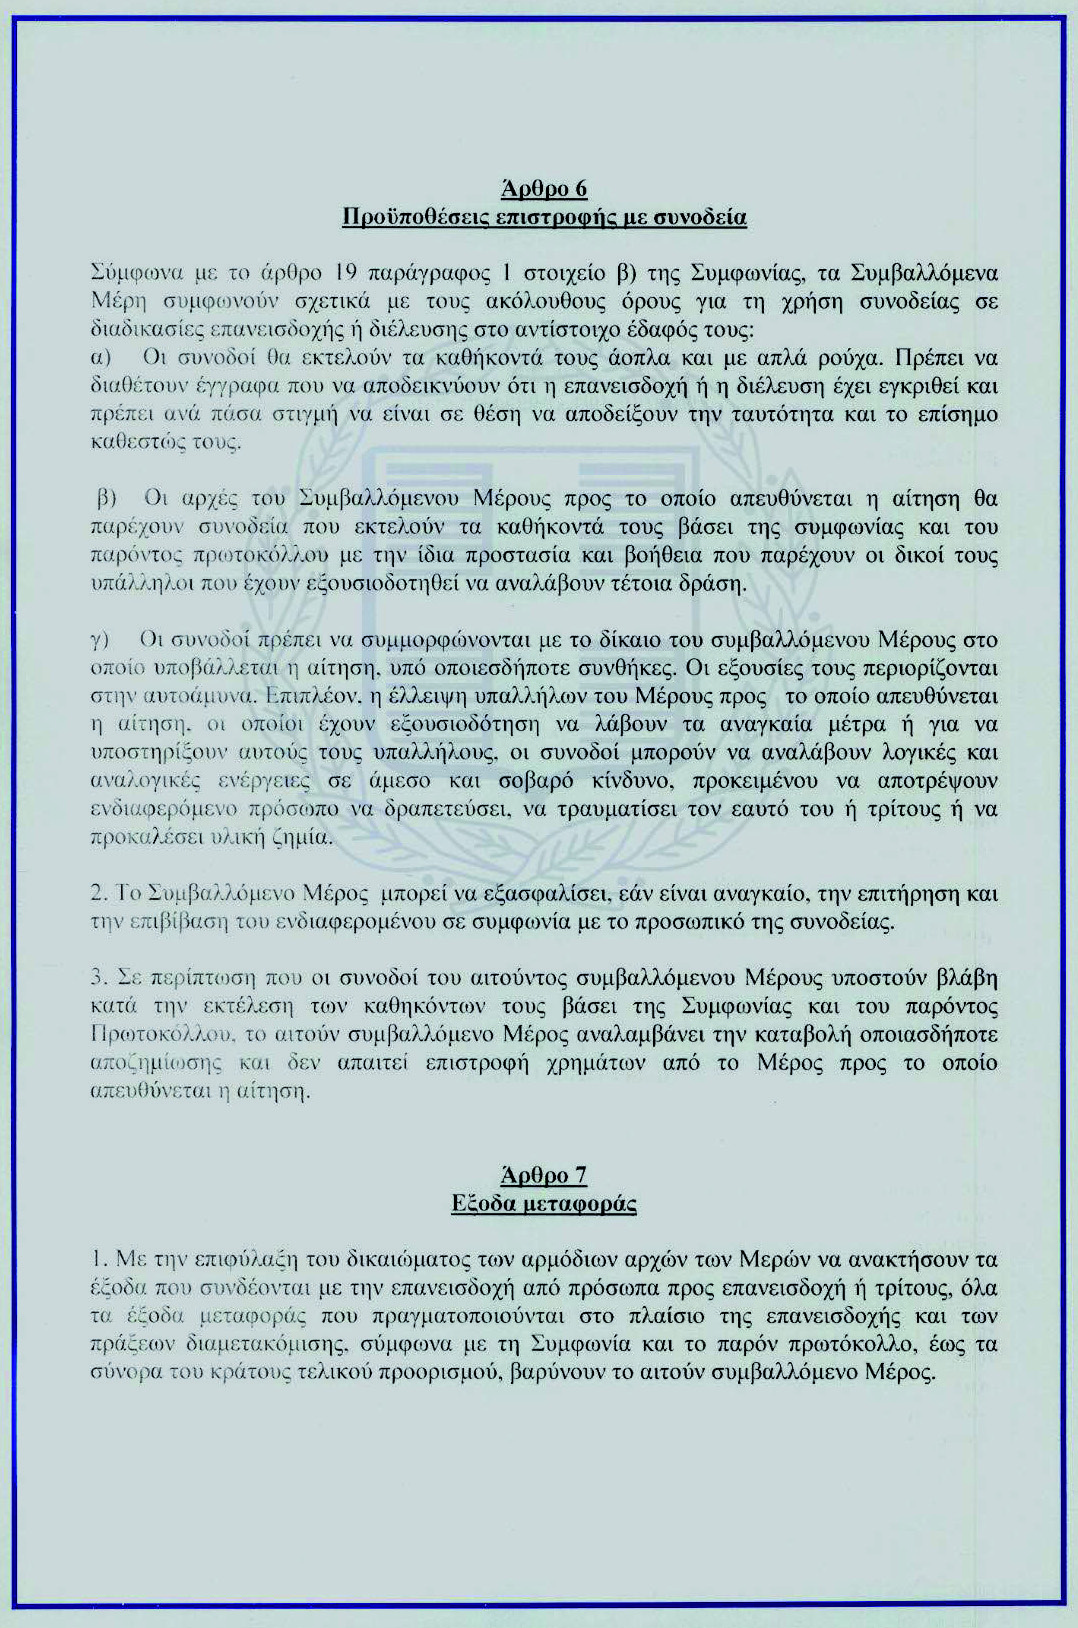 Άρθρο 6
Προϋποθέσεις επιστροφής με συνοδεία
Σύμφωνα με το άρθρο 19 παράγραφος 1 στοιχείο β) της Συμφωνίας, τα Συμβαλλόμενα
Μέρη συμφωνούν σχετικά με τους ακόλουθους όρους για τη χρήση συνοδείας σε
διαδικασίες επανεισδοχής ή διέλευσης στο αντίστοιχο έδαφός τους:
α) Οι συνοδοί θα εκτελούν τα καθήκοντά τους άοπλα και με απλά ρούχα. Πρέπει να
διαθέτουν έγγραφα που να αποδεικνύουν ότι η επανεισδοχή ή η διέλευση έχει εγκριθεί και
πρέπει ανά πάσα στιγμή να είναι σε θέση να αποδείξουν την ταυτότητα και το επίσημο
καθεστώς τους.
β) Οι αρχές του Συμβαλλόμενου Μέρους προς το οποίο απευθύνεται η αίτηση θα
παρέχουν συνοδεία που εκτελούν τα καθήκοντά τους βάσει της συμφωνίας και του
παρόντος πρωτοκόλλου με την ίδια προστασία και βοήθεια που παρέχουν οι δικοί τους
υπάλληλοι που έχουν εξουσιοδοτηθεί να αναλάβουν τέτοια δράση.
γ) Οι συνοδοί πρέπει να συμμορφώνονται με το δίκαιο του συμβαλλόμενου Μέρους στο
οποίο υποβάλλεται η αίτηση, υπό οποιεσδήποτε συνθήκες. Οι εξουσίες τους περιορίζονται
στην αυτοάμυνα. Επιπλέον, η έλλειψη υπαλλήλων του Μέρους προς το οποίο απευθύνεται
η αίτηση, οι οποίοι έχουν εξουσιοδότηση να λάβουν τα αναγκαία μέτρα ή για να
υποστηρίξουν αυτούς τους υπαλλήλους, οι συνοδοί μπορούν να αναλάβουν λογικές και
αναλογικές ενέργειες σε άμεσο και σοβαρό κίνδυνο, προκειμένου να αποτρέψουν
ενδιαφερόμενο πρόσωπο να δραπετεύσει, να τραυματίσει τον εαυτό του ή τρίτους ή να
προκαλέσει υλική ζημία.
2. Το Συμβαλλόμενο Μέρος μπορεί να εξασφαλίσει, εάν είναι αναγκαίο, την επιτήρηση και
την επιβίβαση του ενδιαφερομένου σε συμφωνία με το προσωπικό της συνοδείας.
3. Σε περίπτωση που οι συνοδοί του αιτούντος συμβαλλόμενου Μέρους υποστούν βλάβη
κατά την εκτέλεση των καθηκόντων τους βάσει της Συμφωνίας και του παρόντος
Πρωτοκόλλου, το αιτούν συμβαλλόμενο Μέρος αναλαμβάνει την καταβολή οποιασδήποτε
αποζημίωσης και δεν απαιτεί επιστροφή χρημάτων από το Μέρος προς το οποίο
απευθύνεται η αίτηση.
Άρθρο 7
Εξοδα μεταφοράς
1. Με την επιφύλαξη του δικαιώματος των αρμόδιων αρχών των Μερών να ανακτήσουν τα
έξοδα που συνδέονται με την επανεισδοχή από πρόσωπα προς επανεισδοχή ή τρίτους, όλα
τα έξοδα μεταφοράς που πραγματοποιούνται στο πλαίσιο της επανεισδοχής και των
πράξεων διαμετακόμισης, σύμφωνα με τη Συμφωνία και το παρόν πρωτόκολλο, έως τα
σύνορα του κράτους τελικού προορισμού, βαρύνουν το αιτούν συμβαλλόμενο Μέρος.